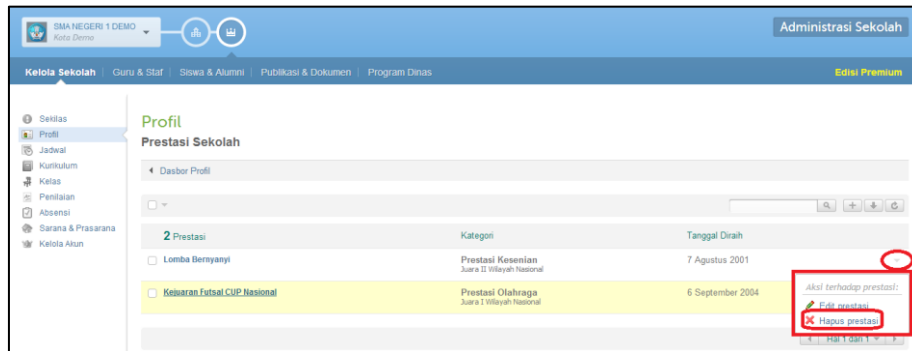 SMA NEGERI 1 DEMO
Kota Demo
Administrasi Sekolah
Kelola Sekolah | Guru & Staf | Siswa & Alumni | Publikasi & Dokumen | Program Dinas
Edisi Premium
Sekilas
Profil
Jadwal
Kurikulum
Kelas
Penilaian
Absensi
Sarana & Prasarana
Kelola Akun
Profil
Prestasi Sekolah
Dasbor Profil
2 Prestasi Kategori Tanggal Diraih
Lomba Bernyanyi Prestasi Kesenian 7 Agustus 2001
Juara II Wilayah Nasional
Kejuaran Futsal CUP Nasional Prestasi Olahraga 6 September 2004
Juara I Wilayah Nasional
Aksi terhadap prestasi:
Edit prestasi
Hapus prestasi
Hal 1 dari 1